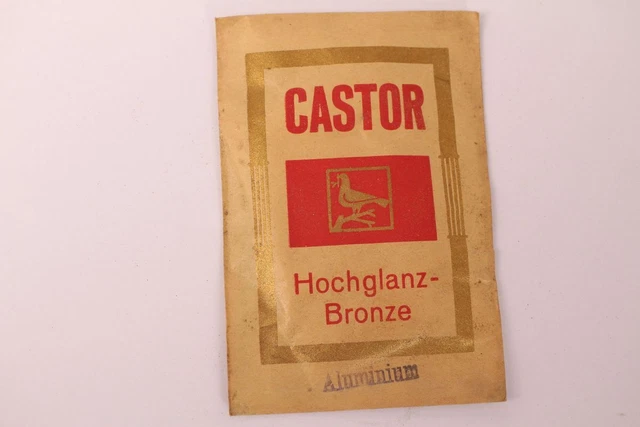 CASTOR
Hochglanz-
Bronze
Aluminium